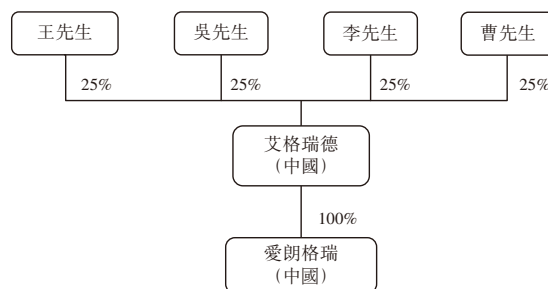 王先生
吳先生
李先生
曹先生
25%
25%
25%
25%
艾格瑞德
（中國）
100%
愛朗格瑞
（中國）